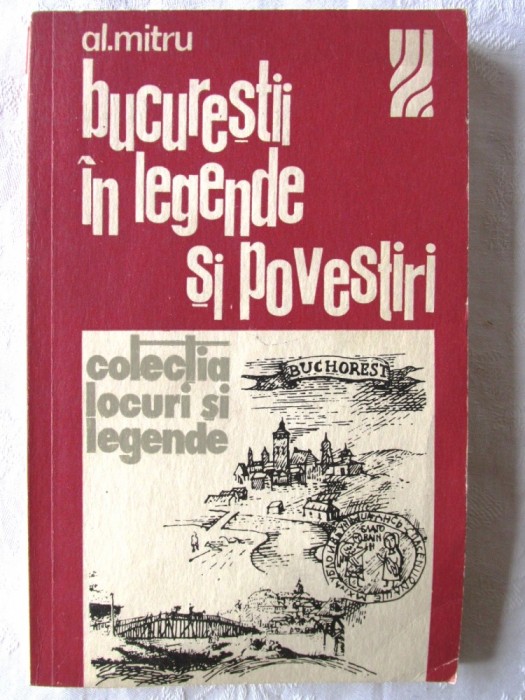 al.mitru
bucureștii
în legende
și povestiri
colecția
locuri și
legende
BUCHOREST